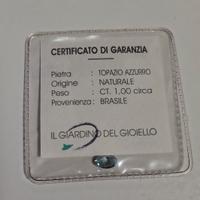 CERTIFICATO DI GARANZIA
Pietra : TOPAZIO AZZURRO
Origine : NATURALE
Peso : CT. 1,00 circa
Provenienza : BRASILE
IL GIARDINO DEL GIOIELLO